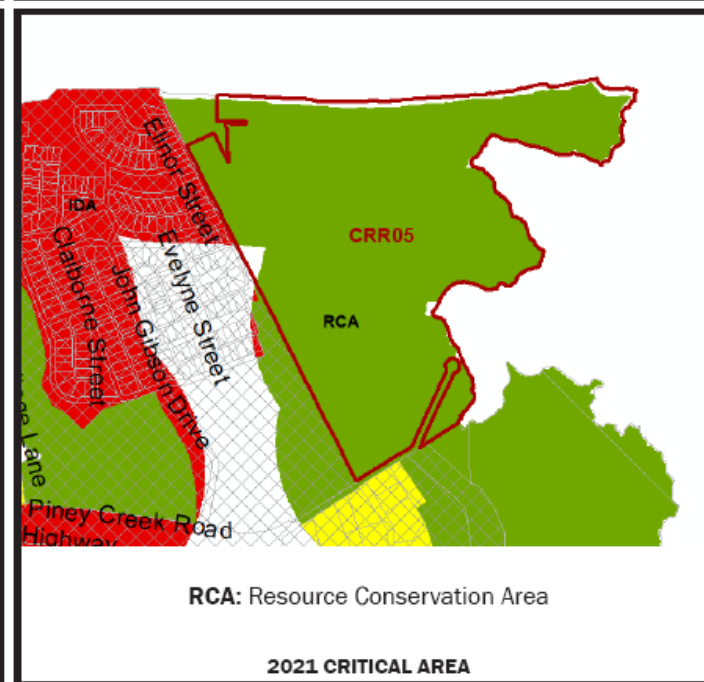 Elinor Street
IDA
CRR05
Evelyne Street
Claiborne Street
John Gibson Drive
RCA
Lane
Piney Creek Road
Highway
RCA: Resource Conservation Area
2021 CRITICAL AREA